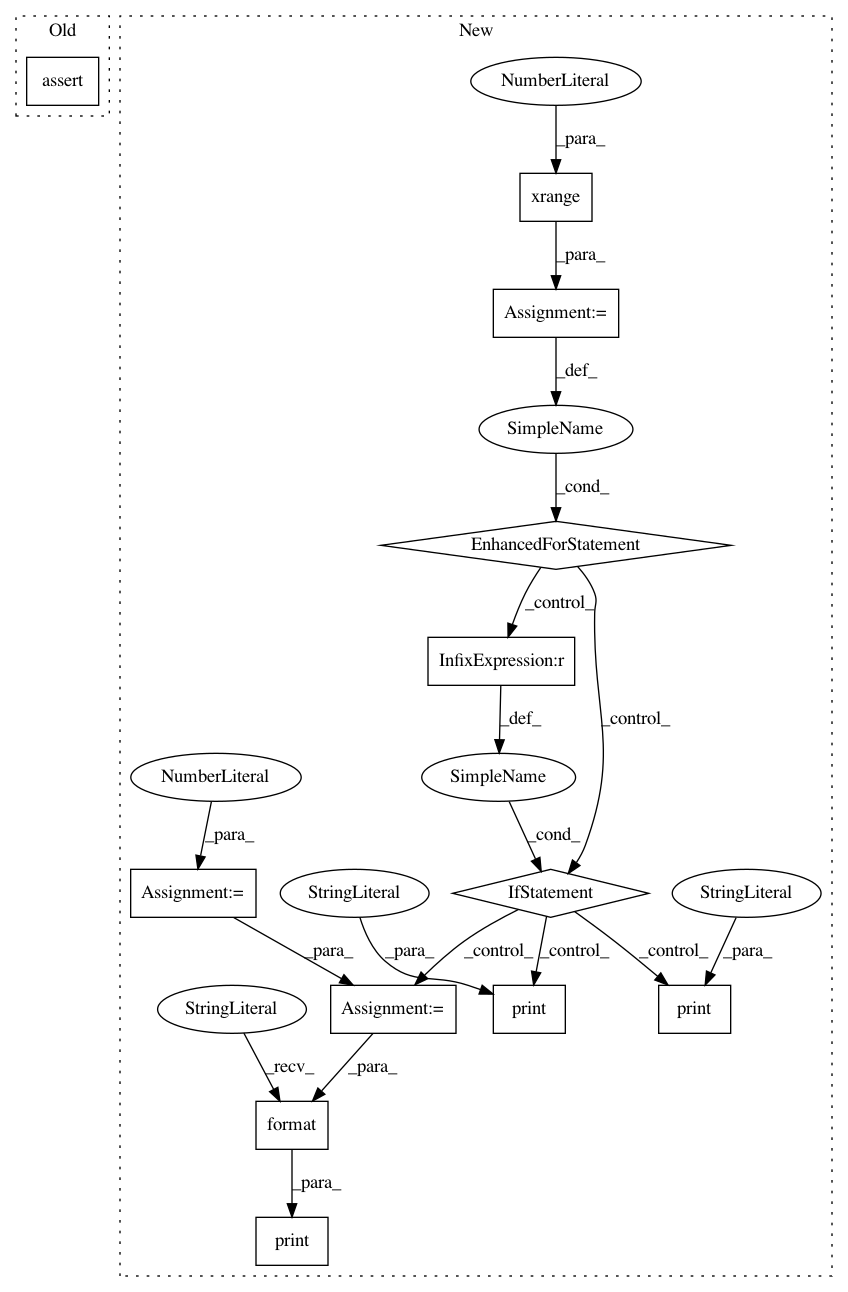 Old
New
assert
NumberLiteral
_para_
xrange
_para_
Assignment:=
_def_
SimpleName
_cond_
EnhancedForStatement
_control_
InfixExpression:r
_def_
_control_
NumberLiteral
SimpleName
_para_
_cond_
Assignment:=
StringLiteral
IfStatement
StringLiteral
_para_
_para_
_control_
_control_
_control_
_para_
StringLiteral
Assignment:=
print
print
_recv_
_para_
format
_para_
print